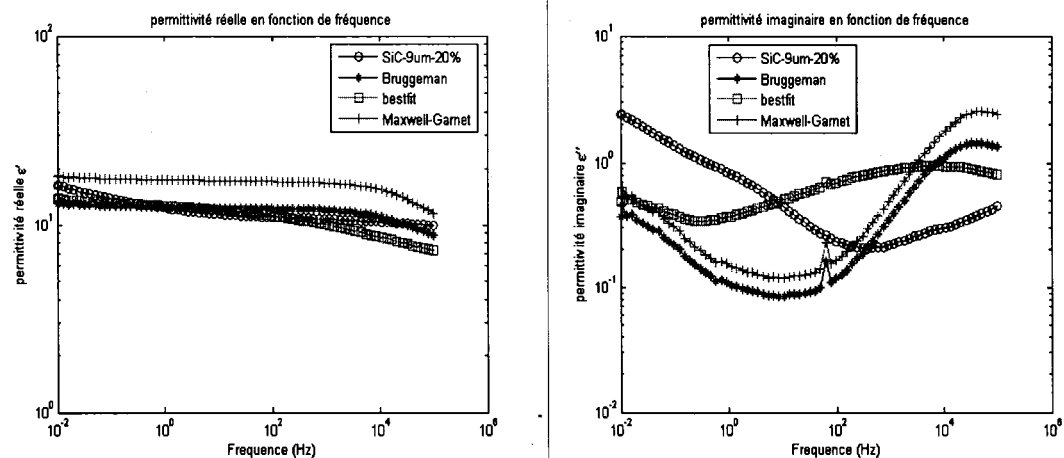 permittivité réelle en fonction de fréquence
10²
SiC-9um-20%
Bruggeman
bestfit
Maxwell-Garnet
permittivité réelle ε'
10¹
10⁰
10⁻² 10⁰ 10² 10⁴ 10⁶
Frequence (Hz)
permittivité imaginaire en fonction de fréquence
10¹
SiC-9um-20%
Bruggeman
bestfit
Maxwell-Garnet
permittivité imaginaire ε''
10⁰
10⁻¹
10⁻²
10⁻² 10⁰ 10² 10⁴ 10⁶
Frequence (Hz)